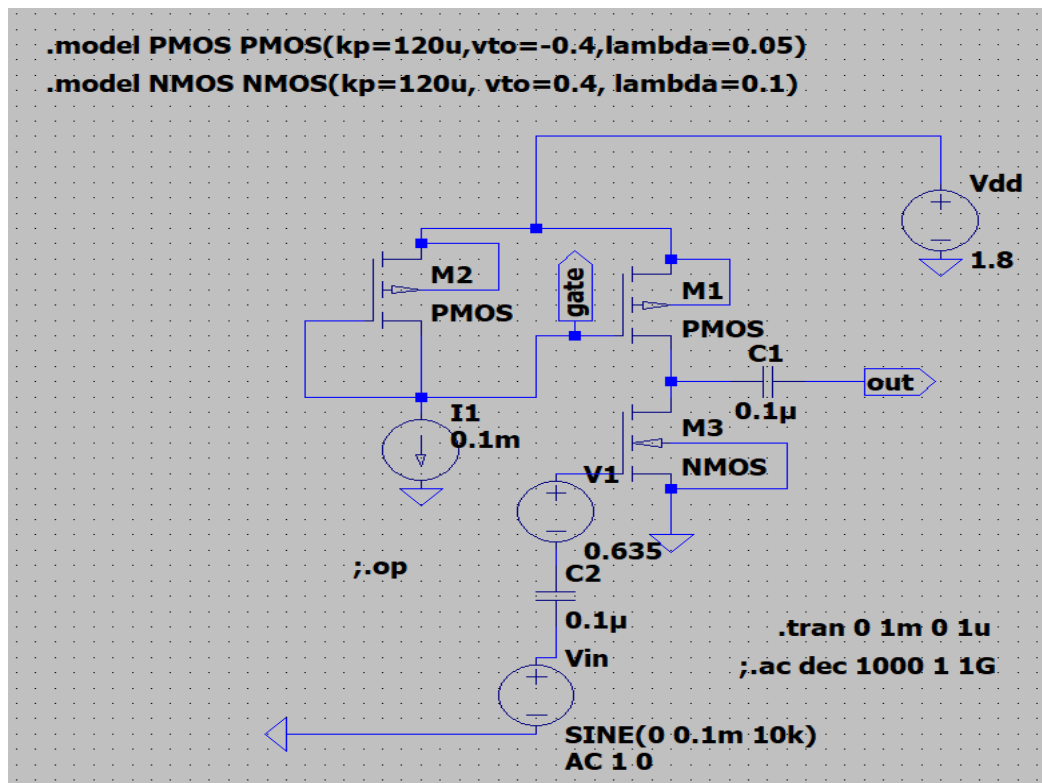 .model PMOS PMOS(kp=120u,vto=-0.4,lambda=0.05)
.model NMOS NMOS(kp=120u, vto=0.4, lambda=0.1)
Vdd
1.8
M2
PMOS
gate
M1
PMOS
C1
0.1µ
out
I1
0.1m
M3
NMOS
V1
0.635
;.op
C2
0.1µ
.tran 0 1m 0 1u
;.ac dec 1000 1 1G
Vin
SINE(0 0.1m 10k)
AC 1 0